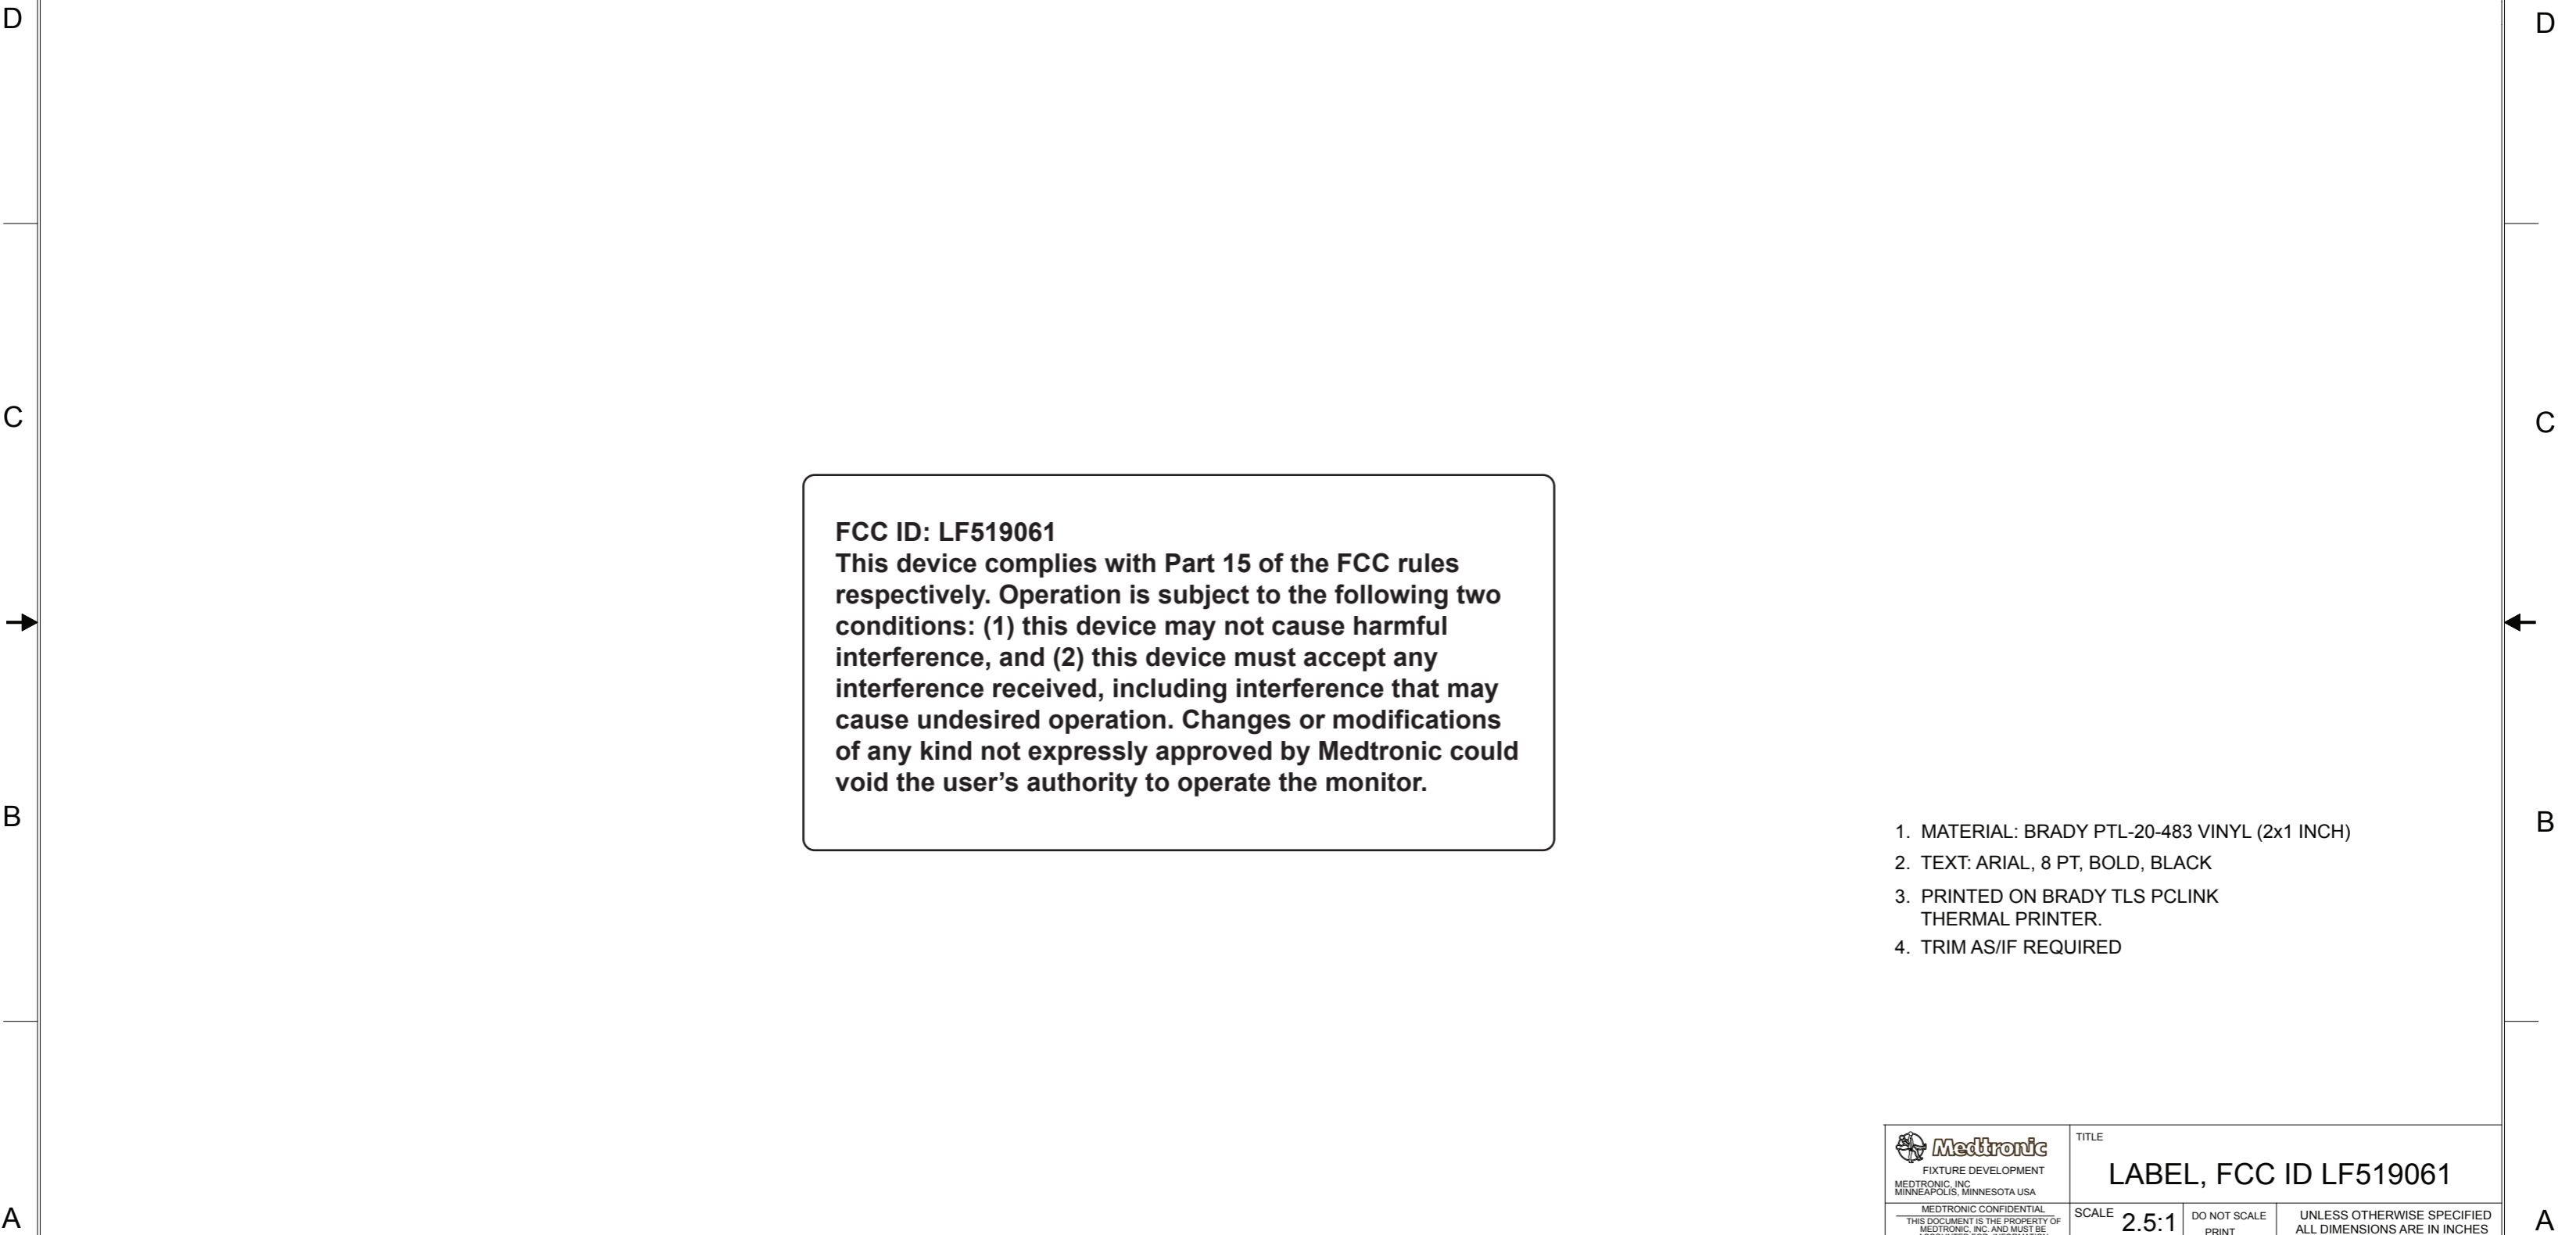 D
D
C
C
FCC ID: LF519061
This device complies with Part 15 of the FCC rules
respectively. Operation is subject to the following two
conditions: (1) this device may not cause harmful
interference, and (2) this device must accept any
interference received, including interference that may
cause undesired operation. Changes or modifications
of any kind not expressly approved by Medtronic could
void the user’s authority to operate the monitor.
B
B
1. MATERIAL: BRADY PTL-20-483 VINYL (2x1 INCH)
2. TEXT: ARIAL, 8 PT, BOLD, BLACK
3. PRINTED ON BRADY TLS PCLINK
THERMAL PRINTER.
4. TRIM AS/IF REQUIRED
Medtronic
FIXTURE DEVELOPMENT
MEDTRONIC, INC
MINNEAPOLIS, MINNESOTA USA
TITLE
LABEL, FCC ID LF519061
A
A
MEDTRONIC CONFIDENTIAL
THIS DOCUMENT IS THE PROPERTY OF
MEDTRONIC, INC. AND MUST BE
ACCOUNTED FOR. INFORMATION
SCALE 2.5:1
DO NOT SCALE
PRINT
UNLESS OTHERWISE SPECIFIED
ALL DIMENSIONS ARE IN INCHES